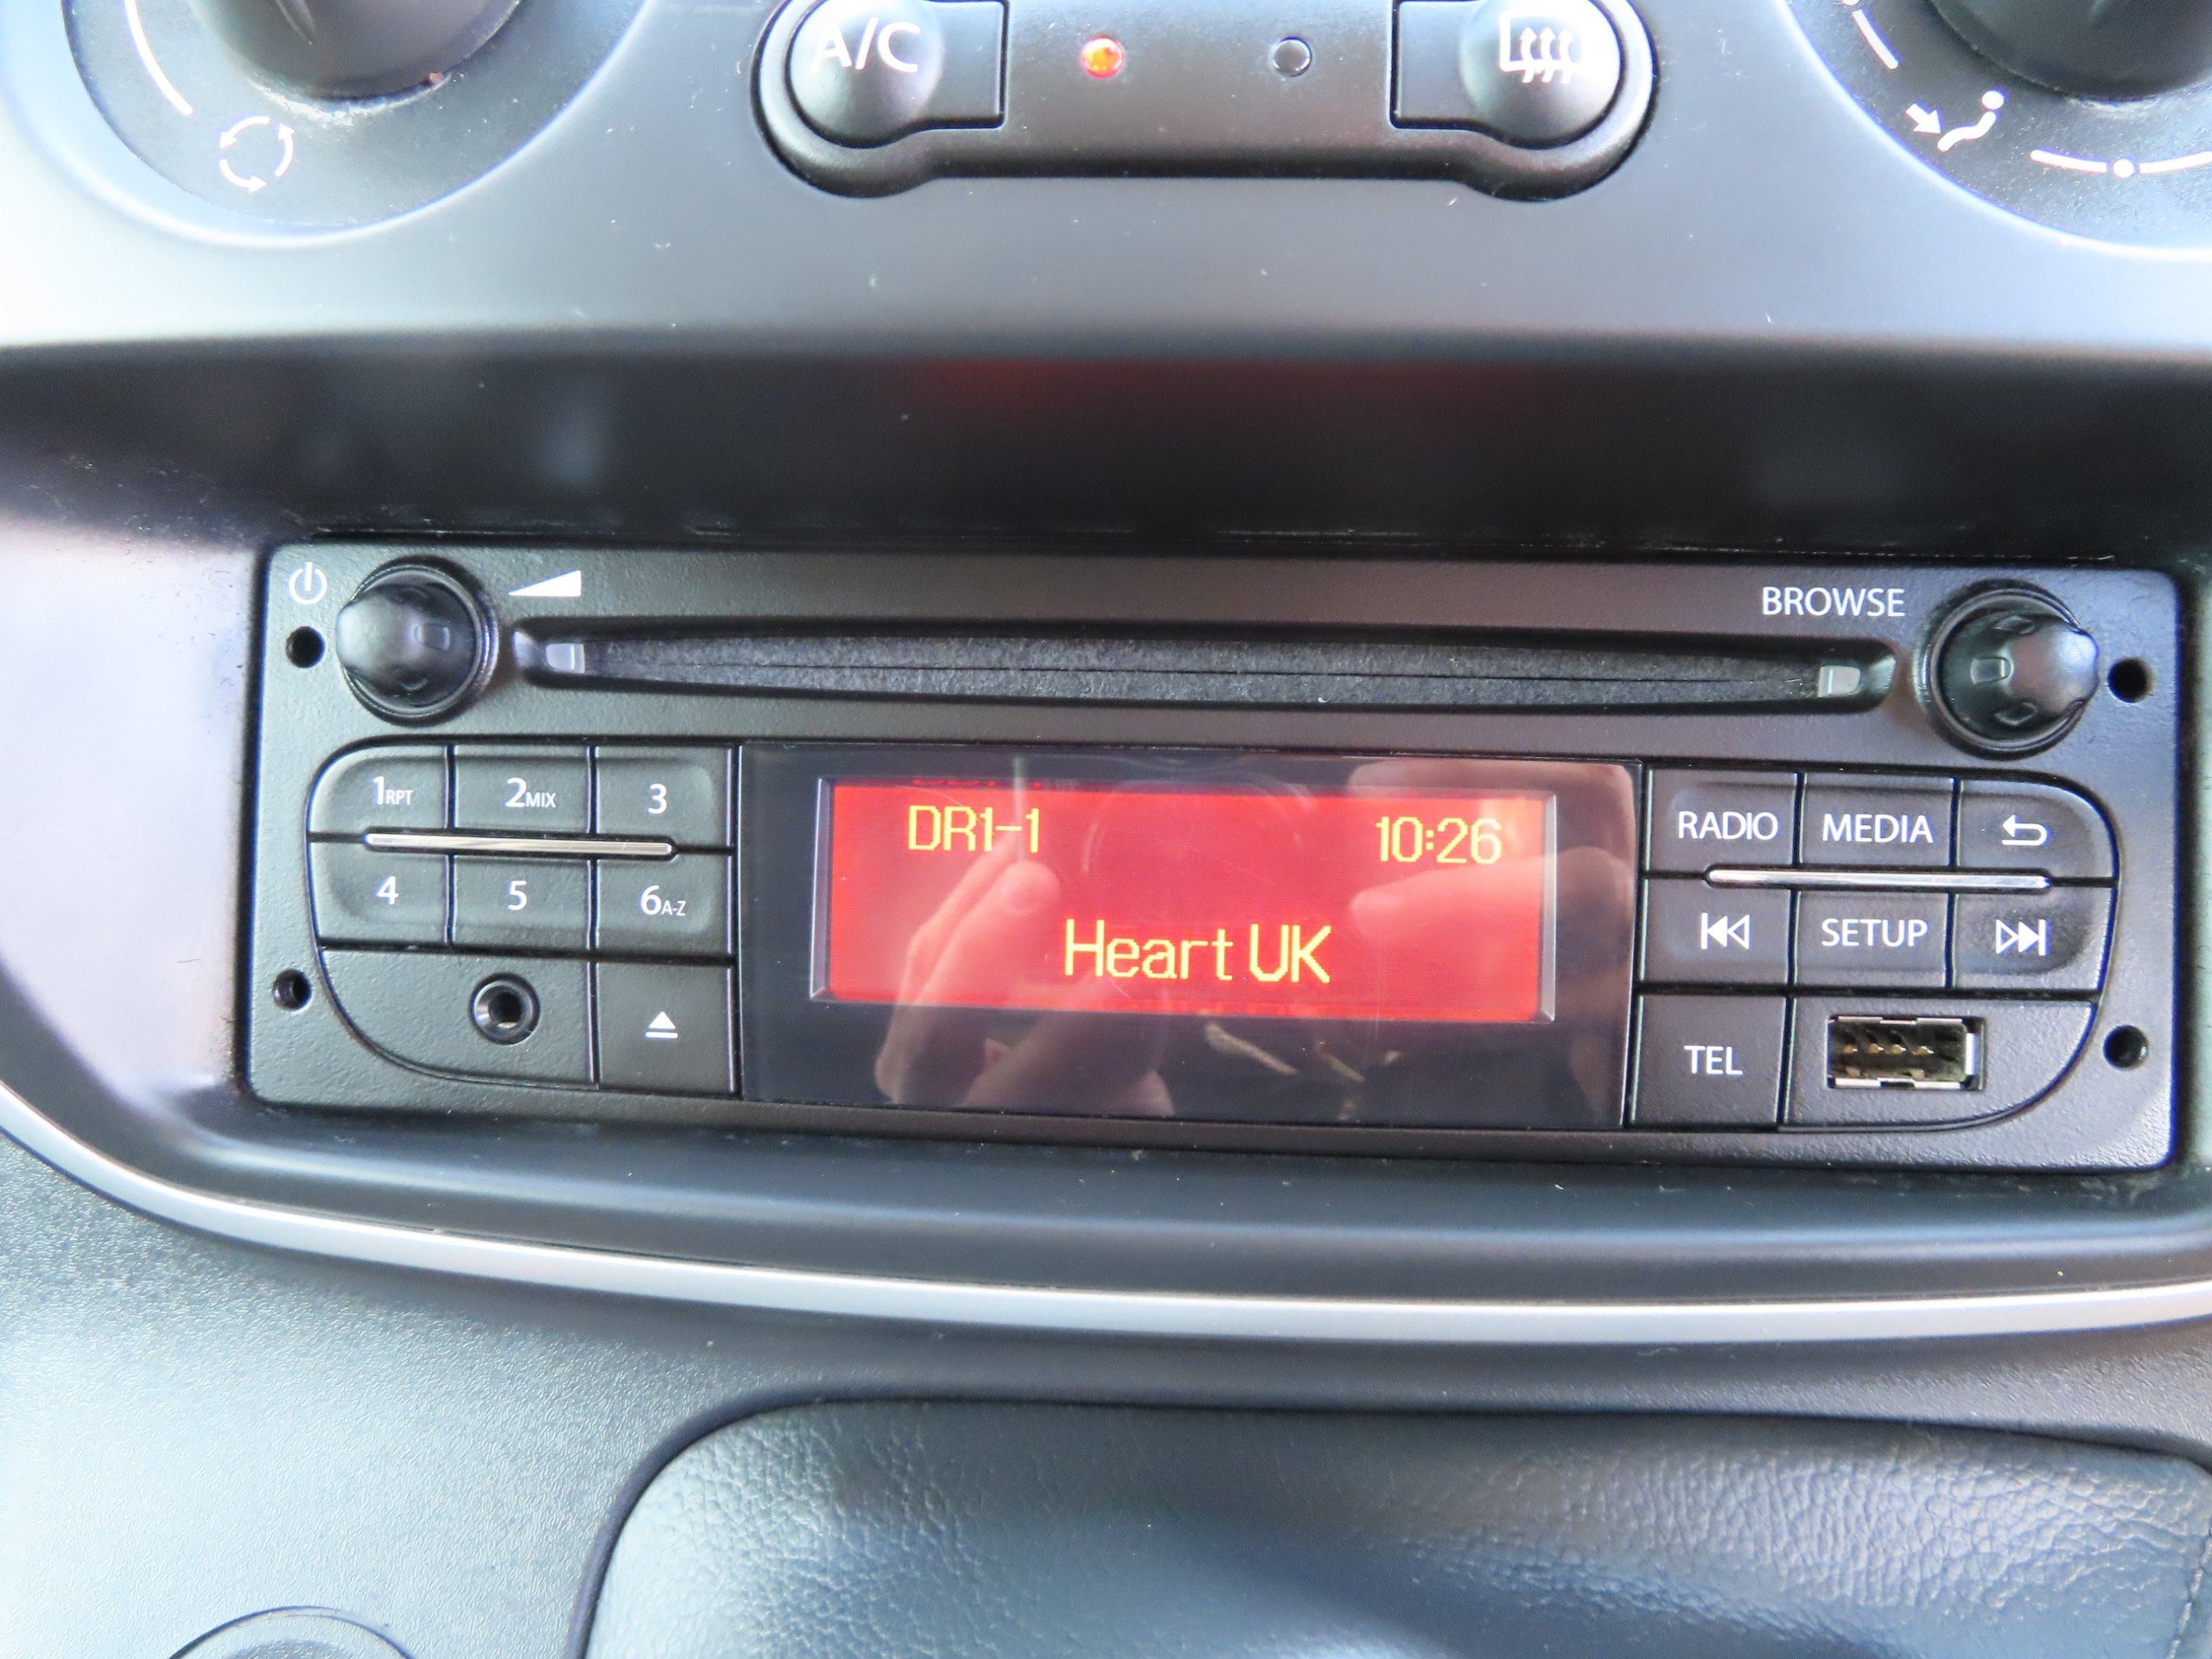 A/C
BROWSE
1RPT 2MIX 3
4 5 6A-Z
DR1-1 10:26
Heart UK
RADIO MEDIA
SETUP
TEL